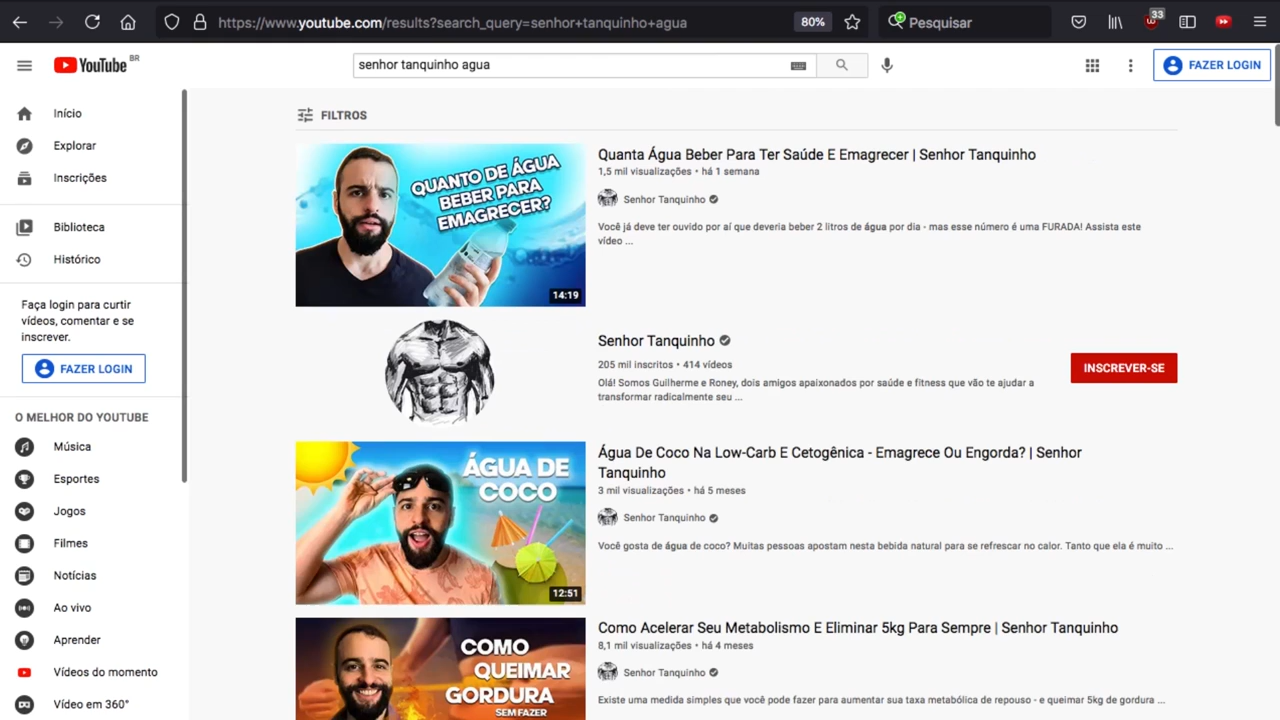 https://www.youtube.com/results?search_query=senhor+tanquinho+agua
80%
Pesquisar
33
YouTube BR
senhor tanquinho agua
FAZER LOGIN
Início
Explorar
Inscrições
Biblioteca
Histórico
Faça login para curtir
vídeos, comentar e se
inscrever.
FAZER LOGIN
O MELHOR DO YOUTUBE
Música
Esportes
Jogos
Filmes
Notícias
Ao vivo
Aprender
Vídeos do momento
Vídeo em 360°
FILTROS
QUANTO DE ÁGUA
BEBER PARA
EMAGRECER?
14:19
Quanta Água Beber Para Ter Saúde E Emagrecer | Senhor Tanquinho
1,5 mil visualizações • há 1 semana
Senhor Tanquinho
Você já deve ter ouvido por aí que deveria beber 2 litros de água por dia - mas esse número é uma FURADA! Assista este
vídeo ...
Senhor Tanquinho
205 mil inscritos • 414 vídeos
Olá! Somos Guilherme e Roney, dois amigos apaixonados por saúde e fitness que vão te ajudar a
transformar radicalmente seu ...
INSCREVER-SE
ÁGUA DE
COCO
12:51
Água De Coco Na Low-Carb E Cetogênica - Emagrece Ou Engorda? | Senhor
Tanquinho
3 mil visualizações • há 5 meses
Senhor Tanquinho
Você gosta de água de coco? Muitas pessoas apostam nesta bebida natural para se refrescar no calor. Tanto que ela é muito ...
COMO
QUEIMAR
GORDURA
SEM FAZER
Como Acelerar Seu Metabolismo E Eliminar 5kg Para Sempre | Senhor Tanquinho
8,1 mil visualizações • há 4 meses
Senhor Tanquinho
Existe uma medida simples que você pode fazer para aumentar sua taxa metabólica de repouso - e queimar 5kg de gordura ...